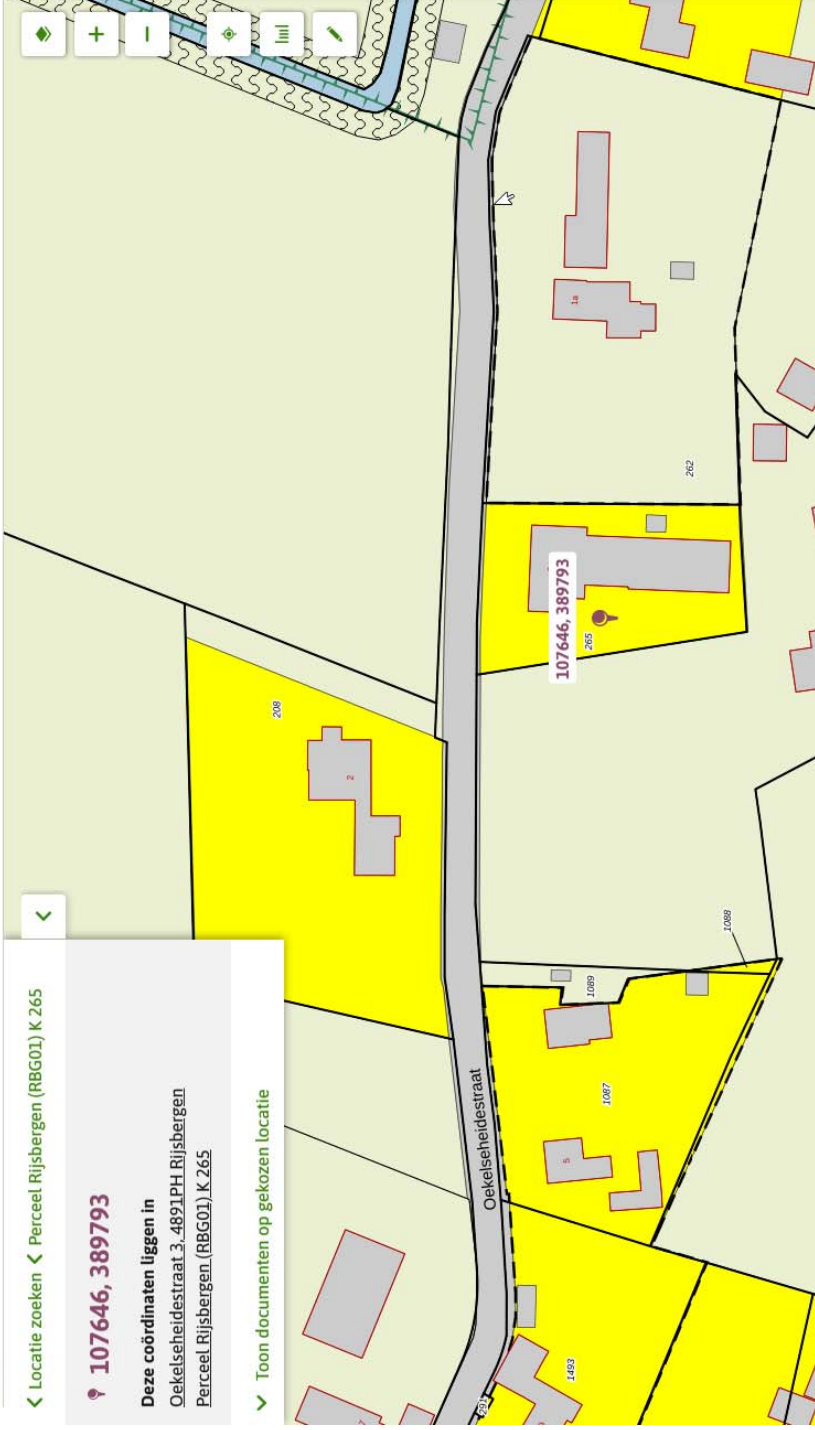 Locatie zoeken Perceel Rijsbergen (RBG01) K 265
107646, 389793
Deze coördinaten liggen in
Oekelseheidestraat 3, 4891PH Rijsbergen
Perceel Rijsbergen (RBG01) K 265
Toon documenten op gekozen locatie
208
2
1a
262
107646, 389793
265
1088
1089
1087
5
Oekelseheidestraat
1493
291